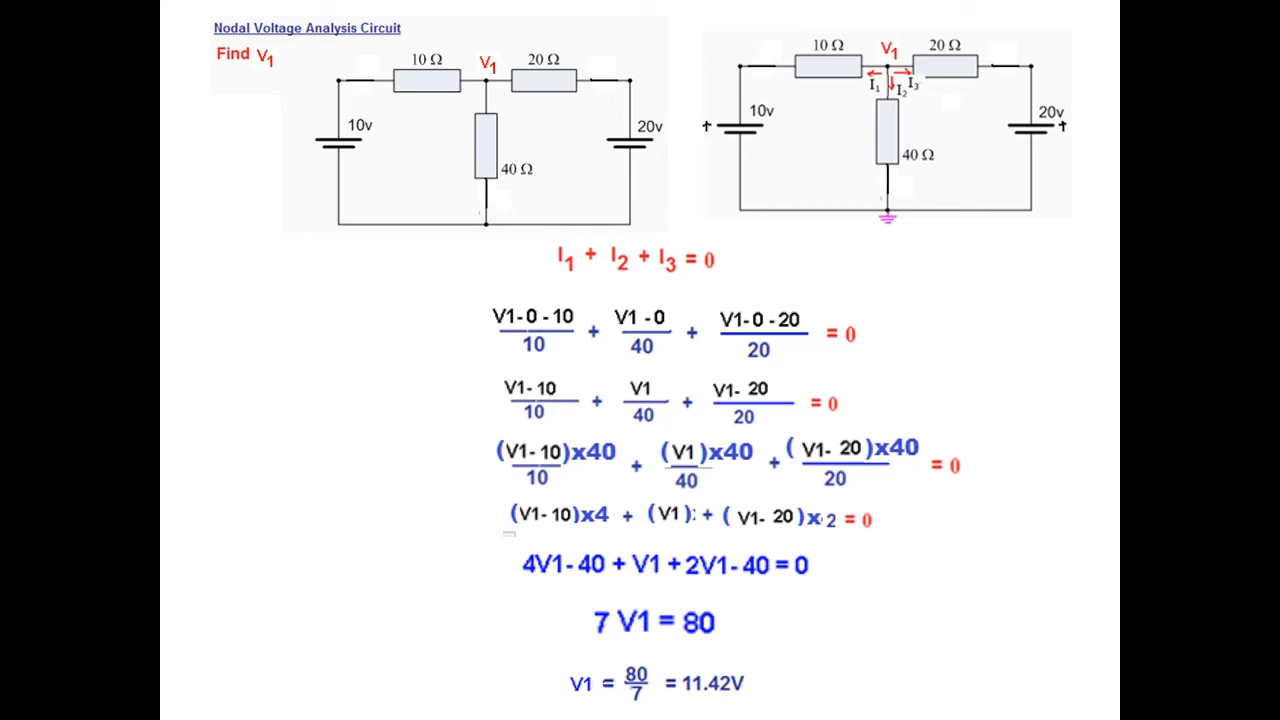 Nodal Voltage Analysis Circuit
Find V1
10 Ω V1 20 Ω
10v 20v
40 Ω
10 Ω V1 20 Ω
I1 I2 I3
10v 20v
+ +
40 Ω
I1 + I2 + I3 = 0
V1-0-10/10 + V1-0/40 + V1-0-20/20 = 0
V1-10/10 + V1/40 + V1-20/20 = 0
(V1-10)x40/10 + (V1)x40/40 + (V1-20)x40/20 = 0
(V1-10)x4 + (V1): + (V1-20)x 2 = 0
4V1-40 + V1 + 2V1-40 = 0
7 V1 = 80
V1 = 80/7 = 11.42V